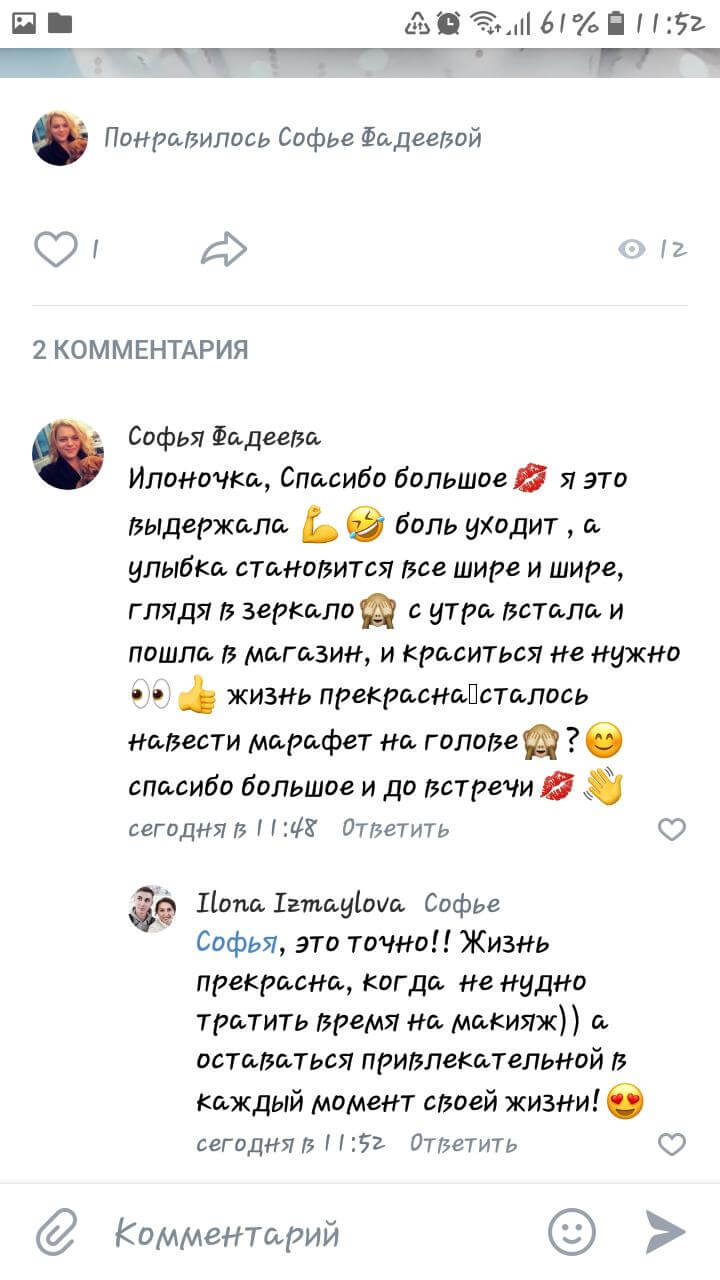 61% 11:52
Понравилось Софье Фадеевой
1 12
2 КОММЕНТАРИЯ
Софья Фадеева
Илоночка, Спасибо большое💋 я это
выдержала 💪🤣 боль уходит , а
улыбка становится все шире и шире,
глядя в зеркало🙈 с утра встала и
пошла в магазин, и краситься не нужно
👀👍 жизнь прекрасна▯сталось
навести марафет на голове🙈?😊
спасибо большое и до встречи💋👋
сегодня в 11:48 Ответить
Ilona Izmaylova Софье
Софья, это точно!! Жизнь
прекрасна, когда не нудно
тратить время на макияж)) а
оставаться привлекательной в
каждый момент своей жизни!😍
сегодня в 11:52 Ответить
Комментарий